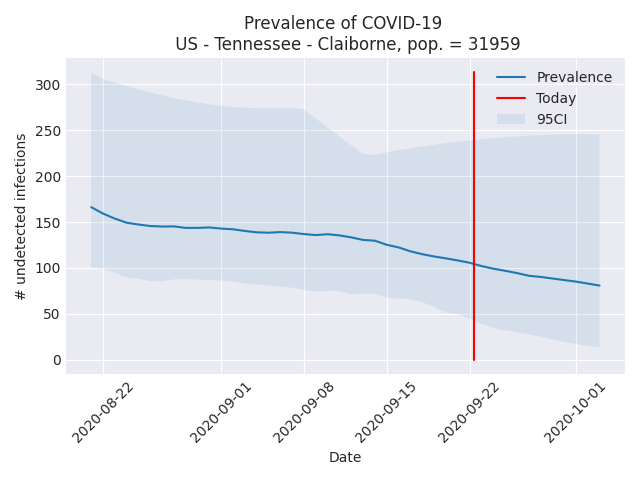 Prevalence of COVID-19
US - Tennessee - Claiborne, pop. = 31959
300
250
200
150
100
50
0
# undetected infections
Prevalence
Today
95CI
2020-08-22
2020-09-01
2020-09-08
2020-09-15
2020-09-22
2020-10-01
Date